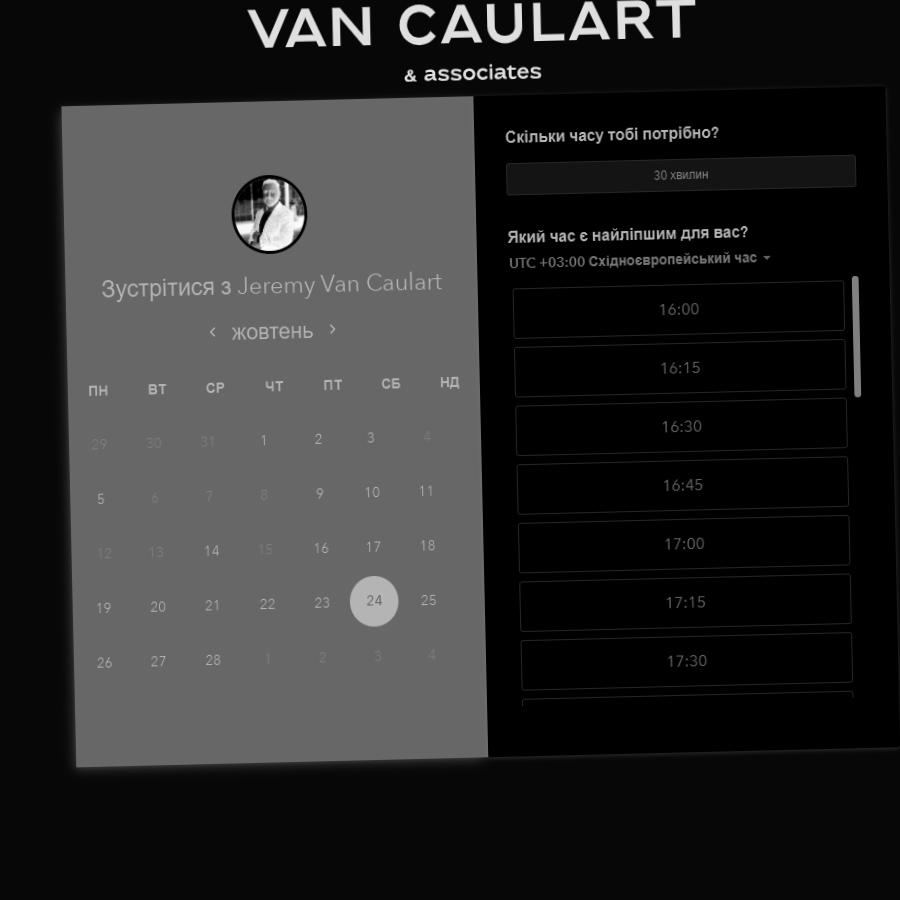 VAN CAULART
& associates
Зустрітися з Jeremy Van Caulart
жовтень
ПН ВТ СР ЧТ ПТ СБ НД
29 30 31 1 2 3 4
5 6 7 8 9 10 11
12 13 14 15 16 17 18
19 20 21 22 23 24 25
26 27 28 1 2 3 4
Скільки часу тобі потрібно?
30 хвилин
Який час є найліпшим для вас?
UTC +03:00 Східноєвропейський час
16:00
16:15
16:30
16:45
17:00
17:15
17:30